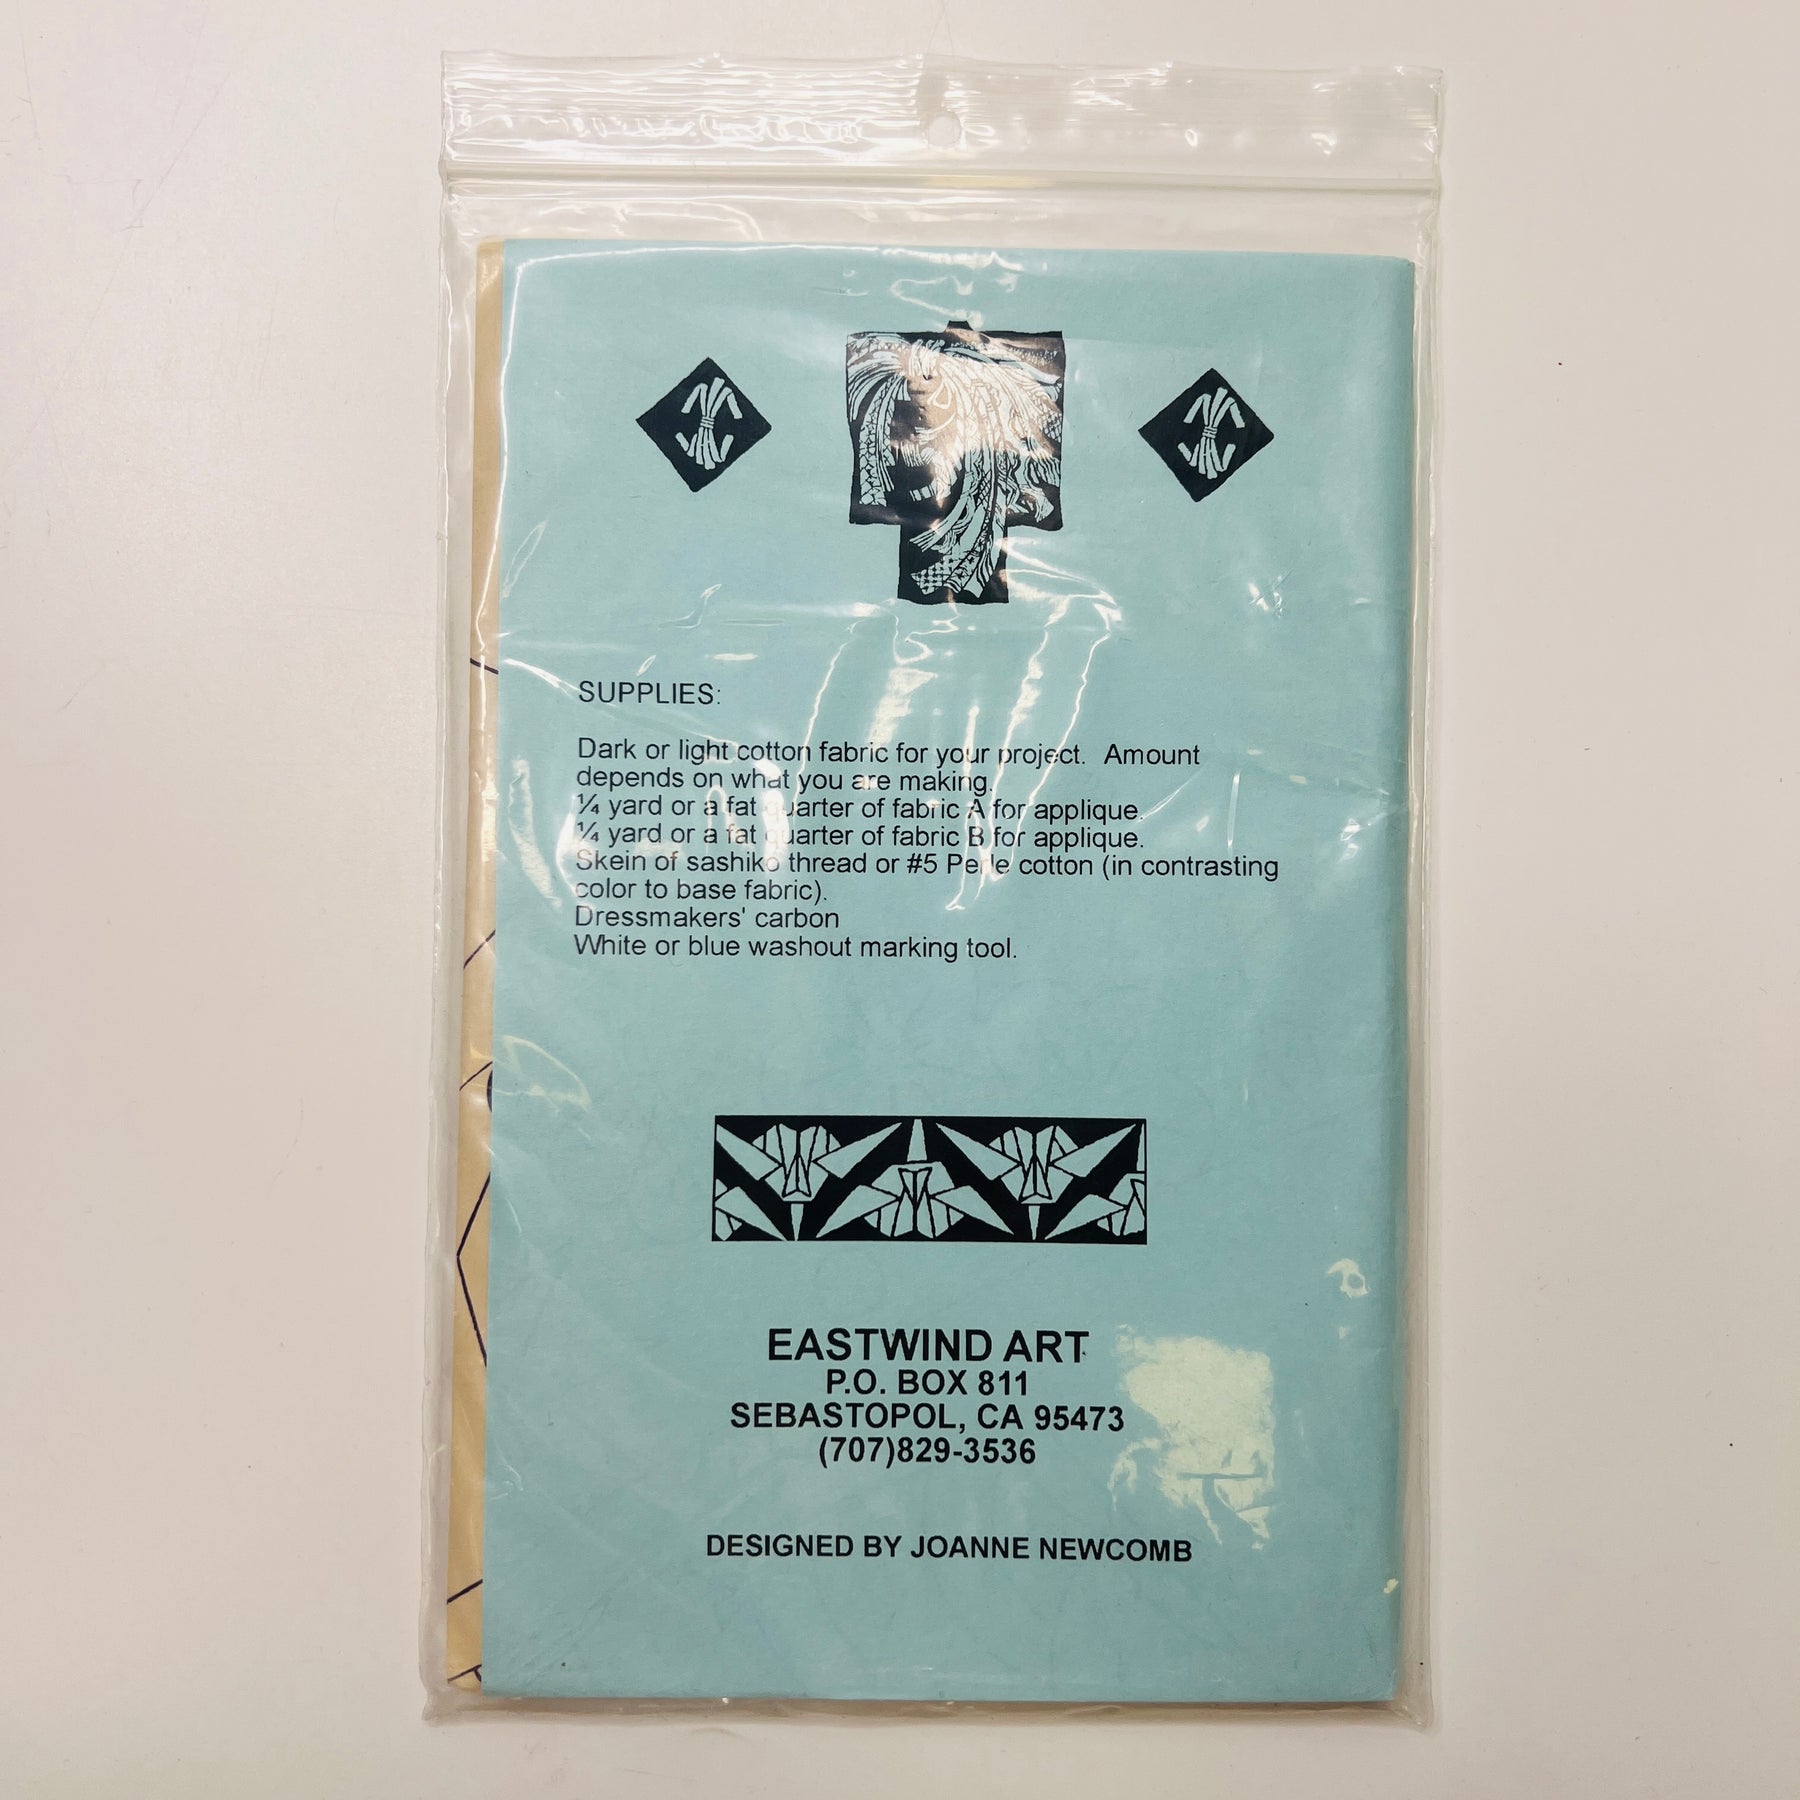 SUPPLIES:
Dark or light cotton fabric for your project. Amount
depends on what you are making.
¼ yard or a fat quarter of fabric A for applique.
¼ yard or a fat quarter of fabric B for applique.
Skein of sashiko thread or #5 Perle cotton (in contrasting
color to base fabric).
Dressmakers' carbon
White or blue washout marking tool.
EASTWIND ART
P.O. BOX 811
SEBASTOPOL, CA 95473
(707)829-3536
DESIGNED BY JOANNE NEWCOMB